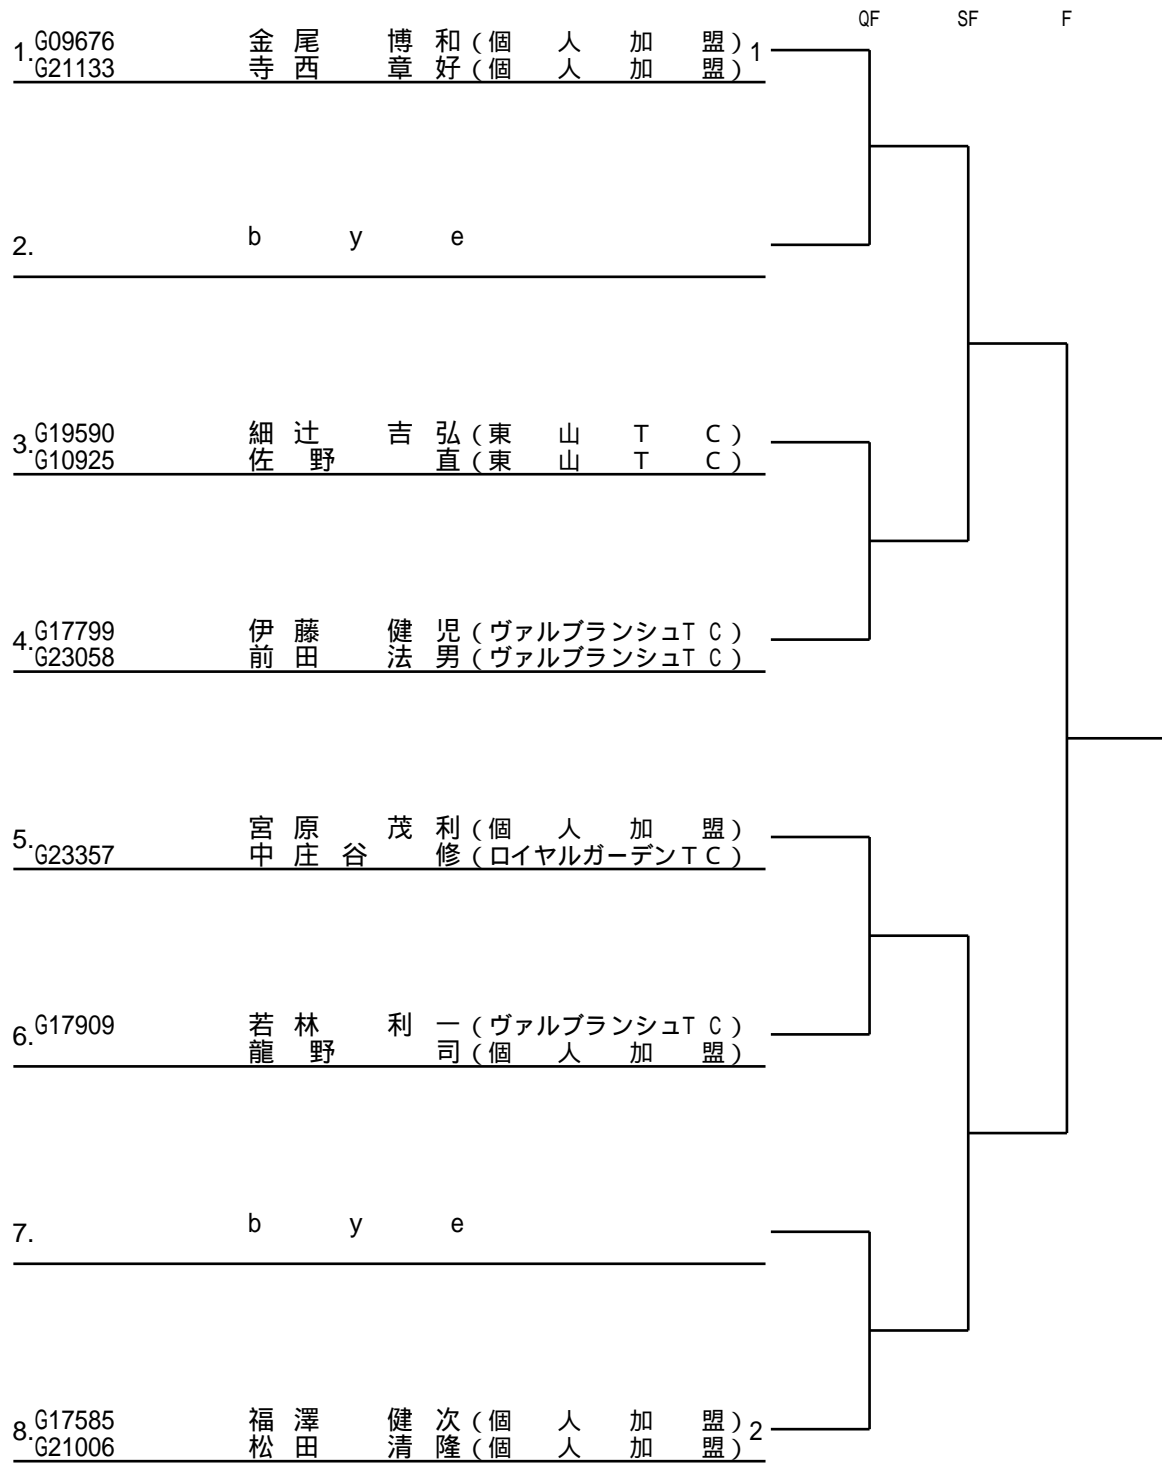 QF SF F
1. G09676 金尾 博和(個人加盟) 1
G21133 寺西 章好(個人加盟)
2. bye
3. G19590 細辻 吉弘(東山TC)
G10925 佐野 直(東山TC)
4. G17799 伊藤 健児(ヴァルブランシュTC)
G23058 前田 法男(ヴァルブランシュTC)
5. 宮原 茂利(個人加盟)
G23357 中庄谷 修(ロイヤルガーデンTC)
6. G17909 若林 利一(ヴァルブランシュTC)
龍野 司(個人加盟)
7. bye
8. G17585 福澤 健次(個人加盟) 2
G21006 松田 清隆(個人加盟)